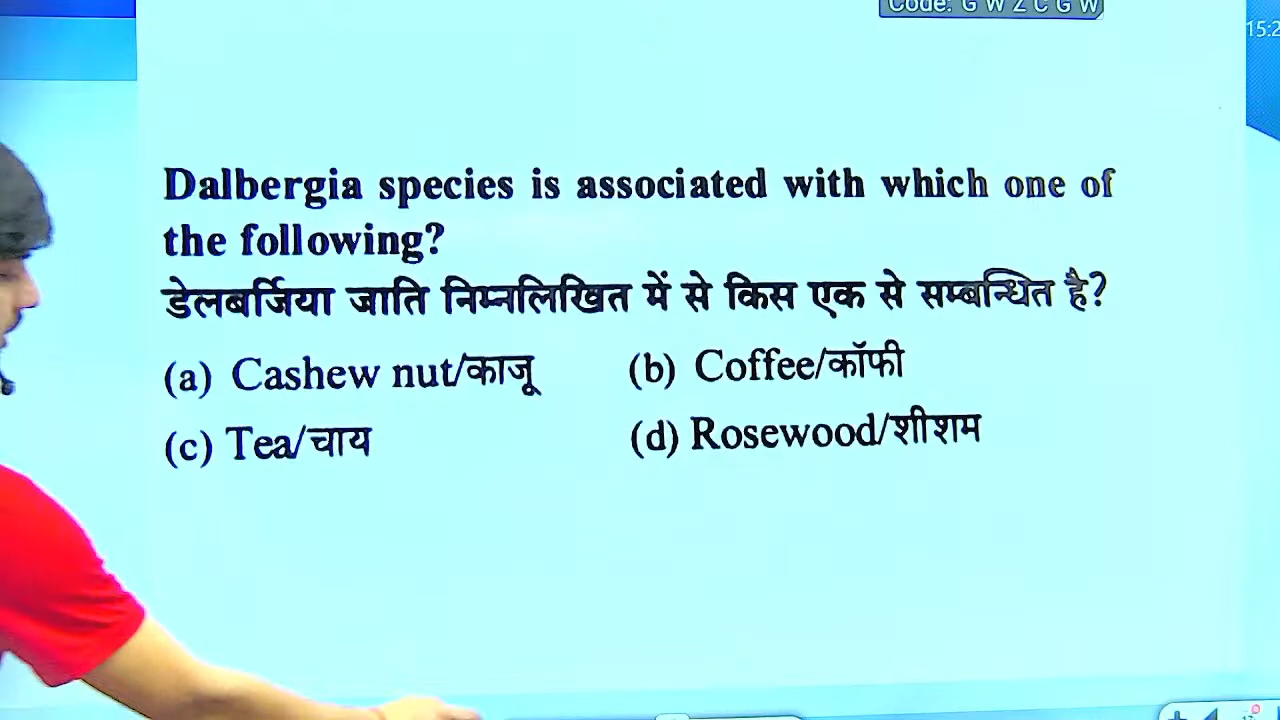 Code: G W Z C G W
15:2
Dalbergia species is associated with which one of
the following?
डेलबर्जिया जाति निम्नलिखित में से किस एक से सम्बन्धित है?
(a) Cashew nut/काजू (b) Coffee/कॉफी
(c) Tea/चाय (d) Rosewood/शीशम